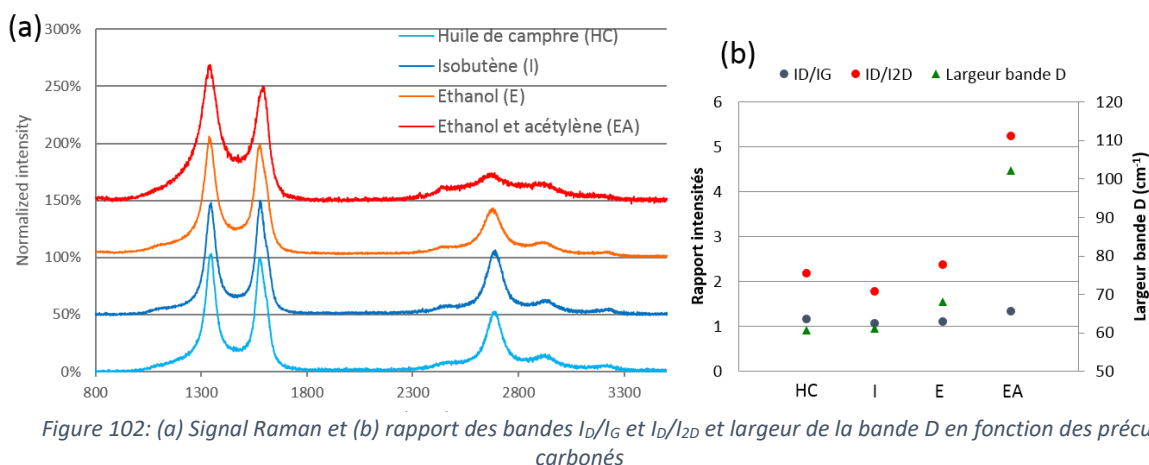 (a)
300%
250%
200%
150%
100%
50%
0%
Normalized intensity
Huile de camphre (HC)
Isobutène (I)
Ethanol (E)
Ethanol et acétylène (EA)
800 1300 1800 2300 2800 3300
(b)
ID/IG ID/I2D Largeur bande D
6
5
4
3
2
1
0
Rapport intensités
120
110
100
90
80
70
60
50
Largeur bande D (cm-1)
HC I E EA
Figure 102: (a) Signal Raman et (b) rapport des bandes ID/IG et ID/I2D et largeur de la bande D en fonction des
carbonés